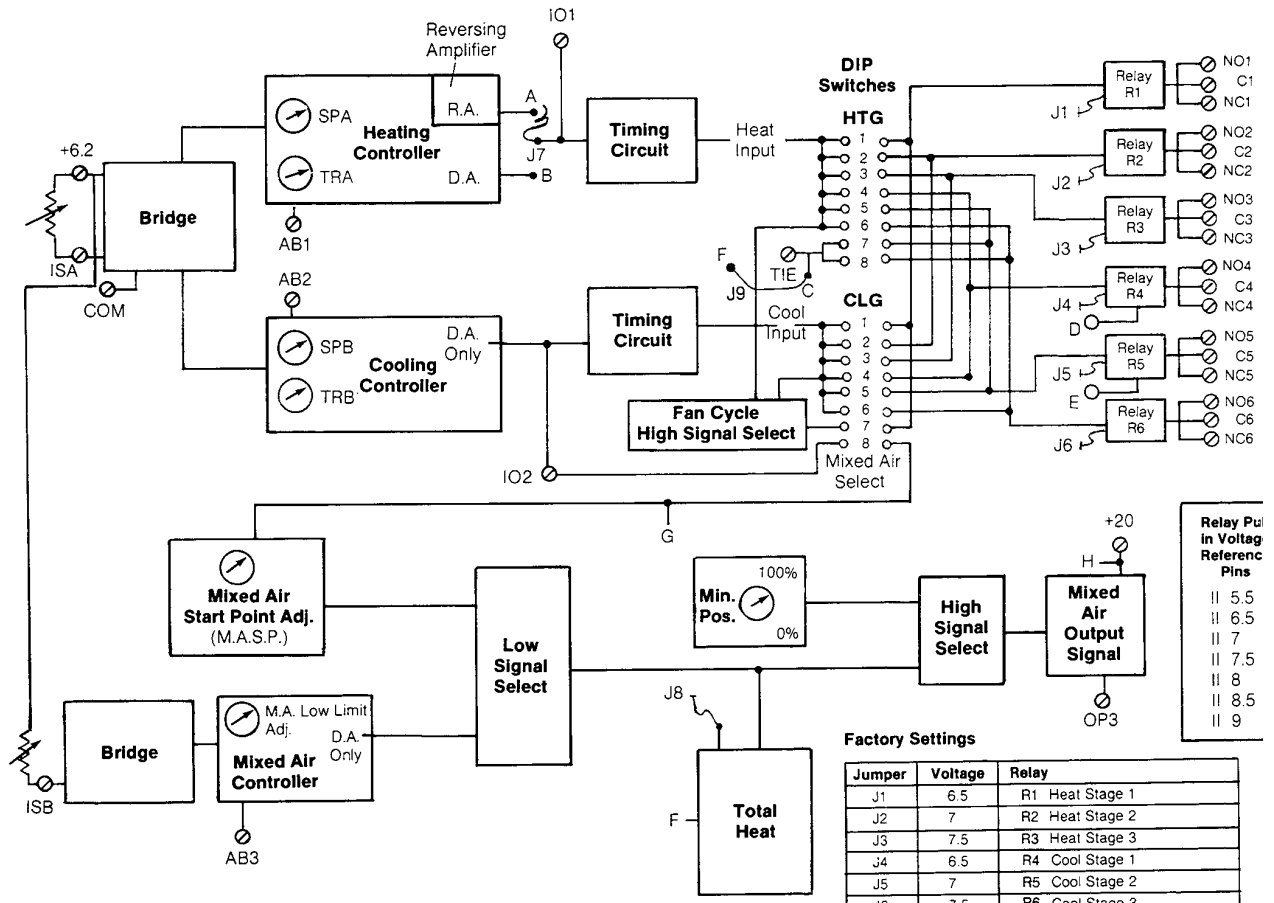 Reversing
Amplifier
IO1
SPA
R.A.
Heating
Controller
TRA
D.A.
A
J7
B
AB1
Timing
Circuit
Heat
Input
DIP
Switches
HTG
1
2
3
4
5
6
7
8
F
J9
TIE
C
+6.2
Bridge
ISA
COM
AB2
SPB
D.A.
Only
Cooling
Controller
TRB
Timing
Circuit
Cool
Input
CLG
1
2
3
4
5
6
7
8
Fan Cycle
High Signal Select
IO2
Mixed Air
Select
Relay
R1
J1
NO1
C1
NC1
Relay
R2
J2
NO2
C2
NC2
Relay
R3
J3
NO3
C3
NC3
Relay
R4
J4
D
NO4
C4
NC4
Relay
R5
J5
E
NO5
C5
NC5
Relay
R6
J6
NO6
C6
NC6
G
Mixed Air
Start Point Adj.
(M.A.S.P.)
Low
Signal
Select
100%
Min.
Pos.
0%
High
Signal
Select
+20
H
Mixed
Air
Output
Signal
OP3
ISB
Bridge
M.A. Low Limit
Adj.
D.A.
Only
Mixed Air
Controller
AB3
J8
F
Total
Heat
Relay Pul
in Voltag
Referenc
Pins
5.5
6.5
7
7.5
8
8.5
9
Factory Settings
Jumper Voltage Relay
J1 6.5 R1 Heat Stage 1
J2 7 R2 Heat Stage 2
J3 7.5 R3 Heat Stage 3
J4 6.5 R4 Cool Stage 1
J5 7 R5 Cool Stage 2